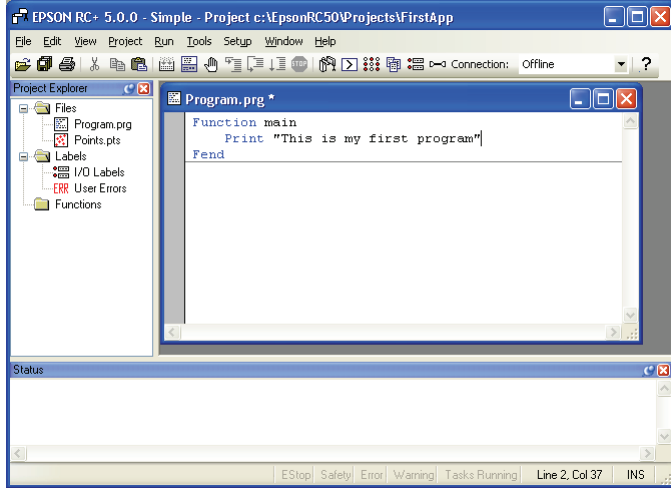 EPSON RC+ 5.0.0 - Simple - Project c:\EpsonRC50\Projects\FirstApp
File Edit View Project Run Tools Setup Window Help
Connection: Offline
Project Explorer
Files
Program.prg
Points.pts
Labels
I/O Labels
ERR User Errors
Functions
Program.prg *
Function main
Print "This is my first program"
Fend
Status
EStop Safety Error Warning Tasks Running Line 2, Col 37 INS